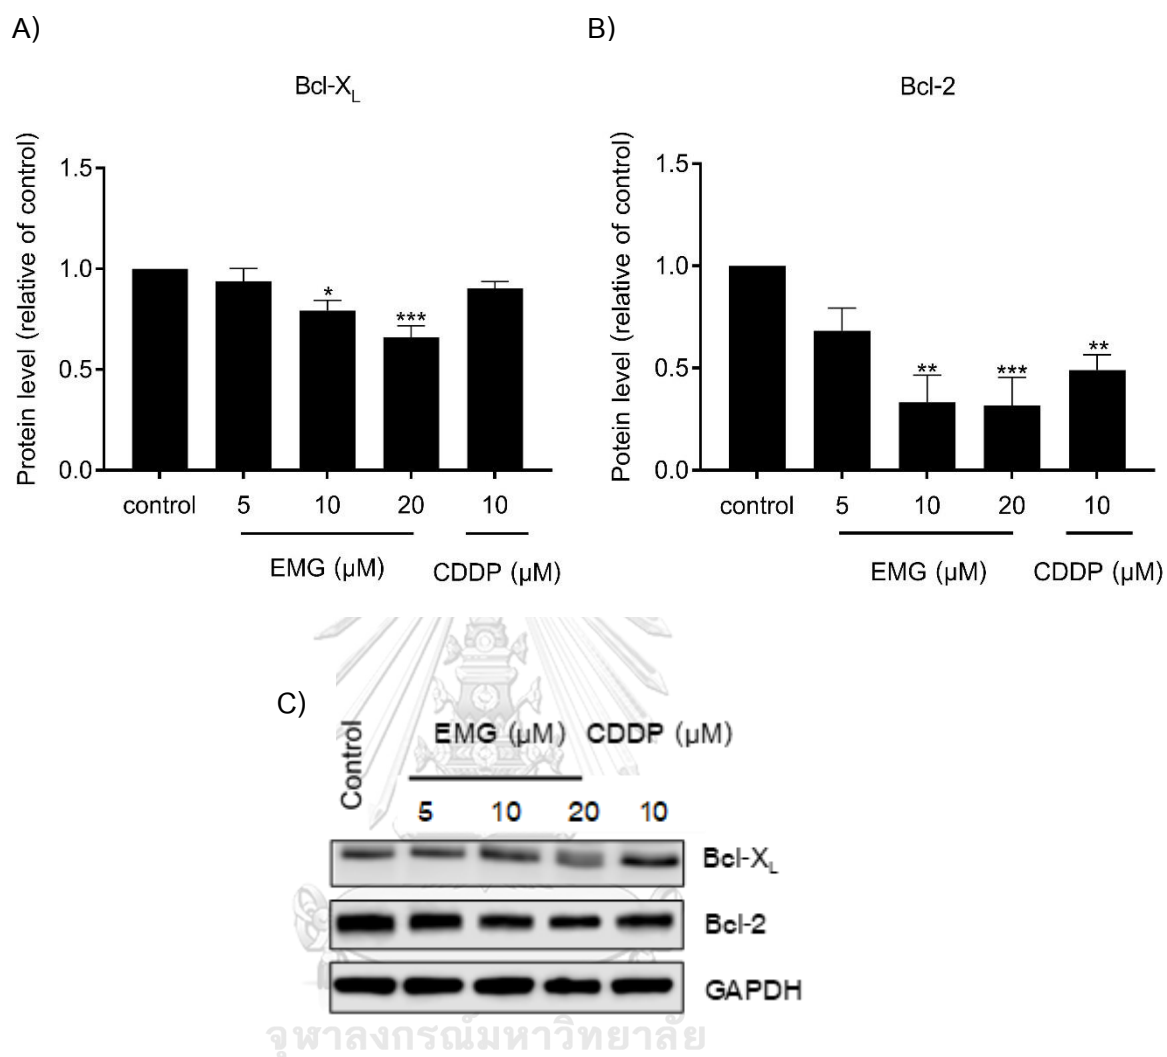 A)
Bcl-XL
Protein level (relative of control)
1.5
1.0
0.5
0.0
*
***
control 5 10 20 10
EMG (µM) CDDP (µM)
B)
Bcl-2
Potein level (relative of control)
1.5
1.0
0.5
0.0
**
***
**
control 5 10 20 10
EMG (µM) CDDP (µM)
C)
Control
EMG (µM) CDDP (µM)
5 10 20 10
Bcl-XL
Bcl-2
GAPDH
จุฬาลงกรณ์มหาวิทยาลัย